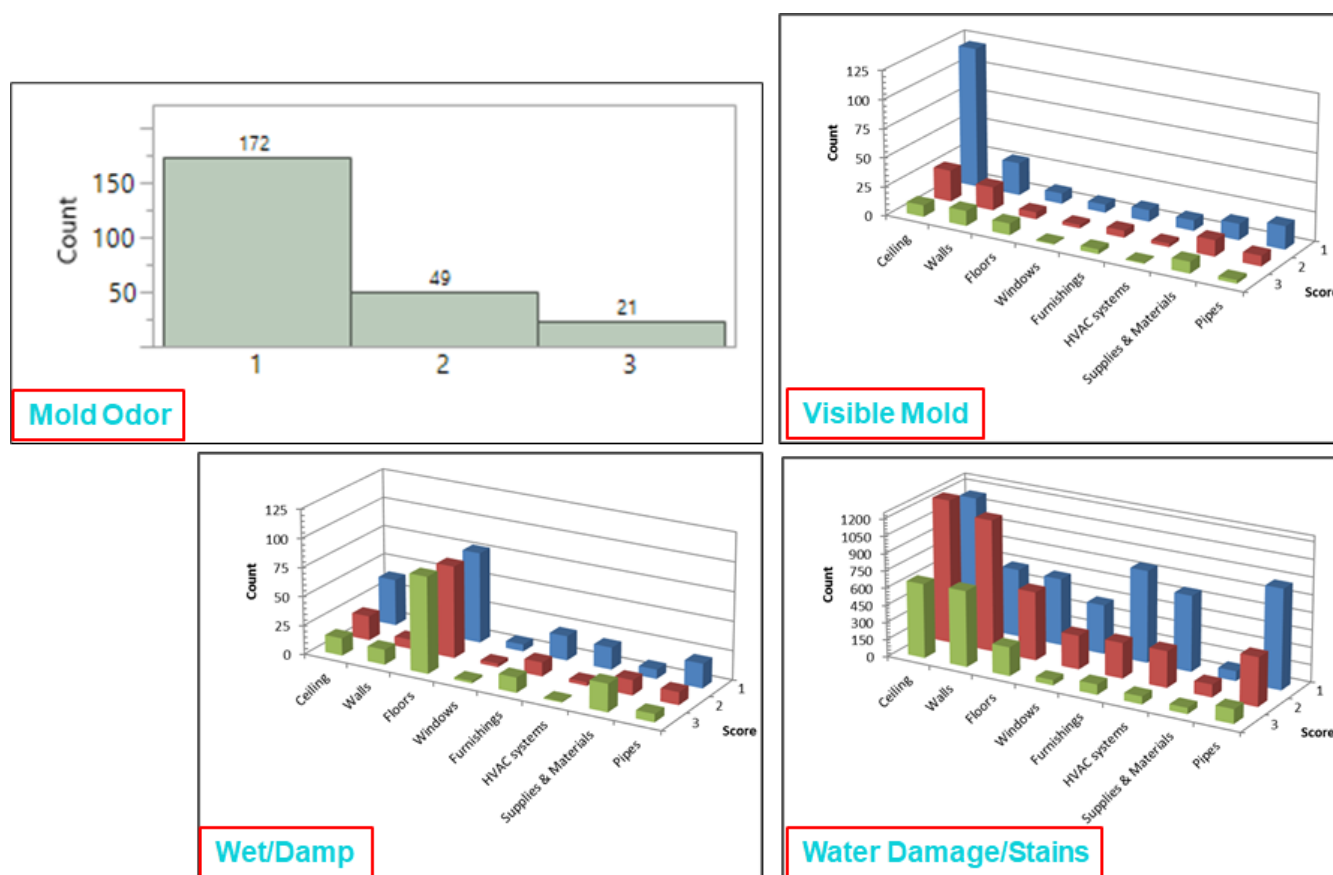 Count
150
100
50
172
49
21
1
2
3
Mold Odor
125
100
75
50
25
0
Count
Ceiling
Walls
Floors
Windows
Furnishings
HVAC systems
Supplies & Materials
Pipes
1
2
3
Score
Visible Mold
125
100
75
50
25
0
Count
Ceiling
Walls
Floors
Windows
Furnishings
HVAC systems
Supplies & Materials
Pipes
1
2
3
Score
Wet/Damp
1200
1050
900
750
600
450
300
150
0
Count
Ceiling
Walls
Floors
Windows
Furnishings
HVAC systems
Supplies & Materials
Pipes
1
2
3
Score
Water Damage/Stains